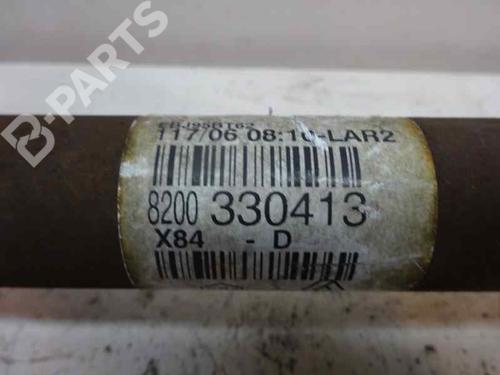 B-PARTS
117/06 08:10-LAR2
8200 330413
X84 - D